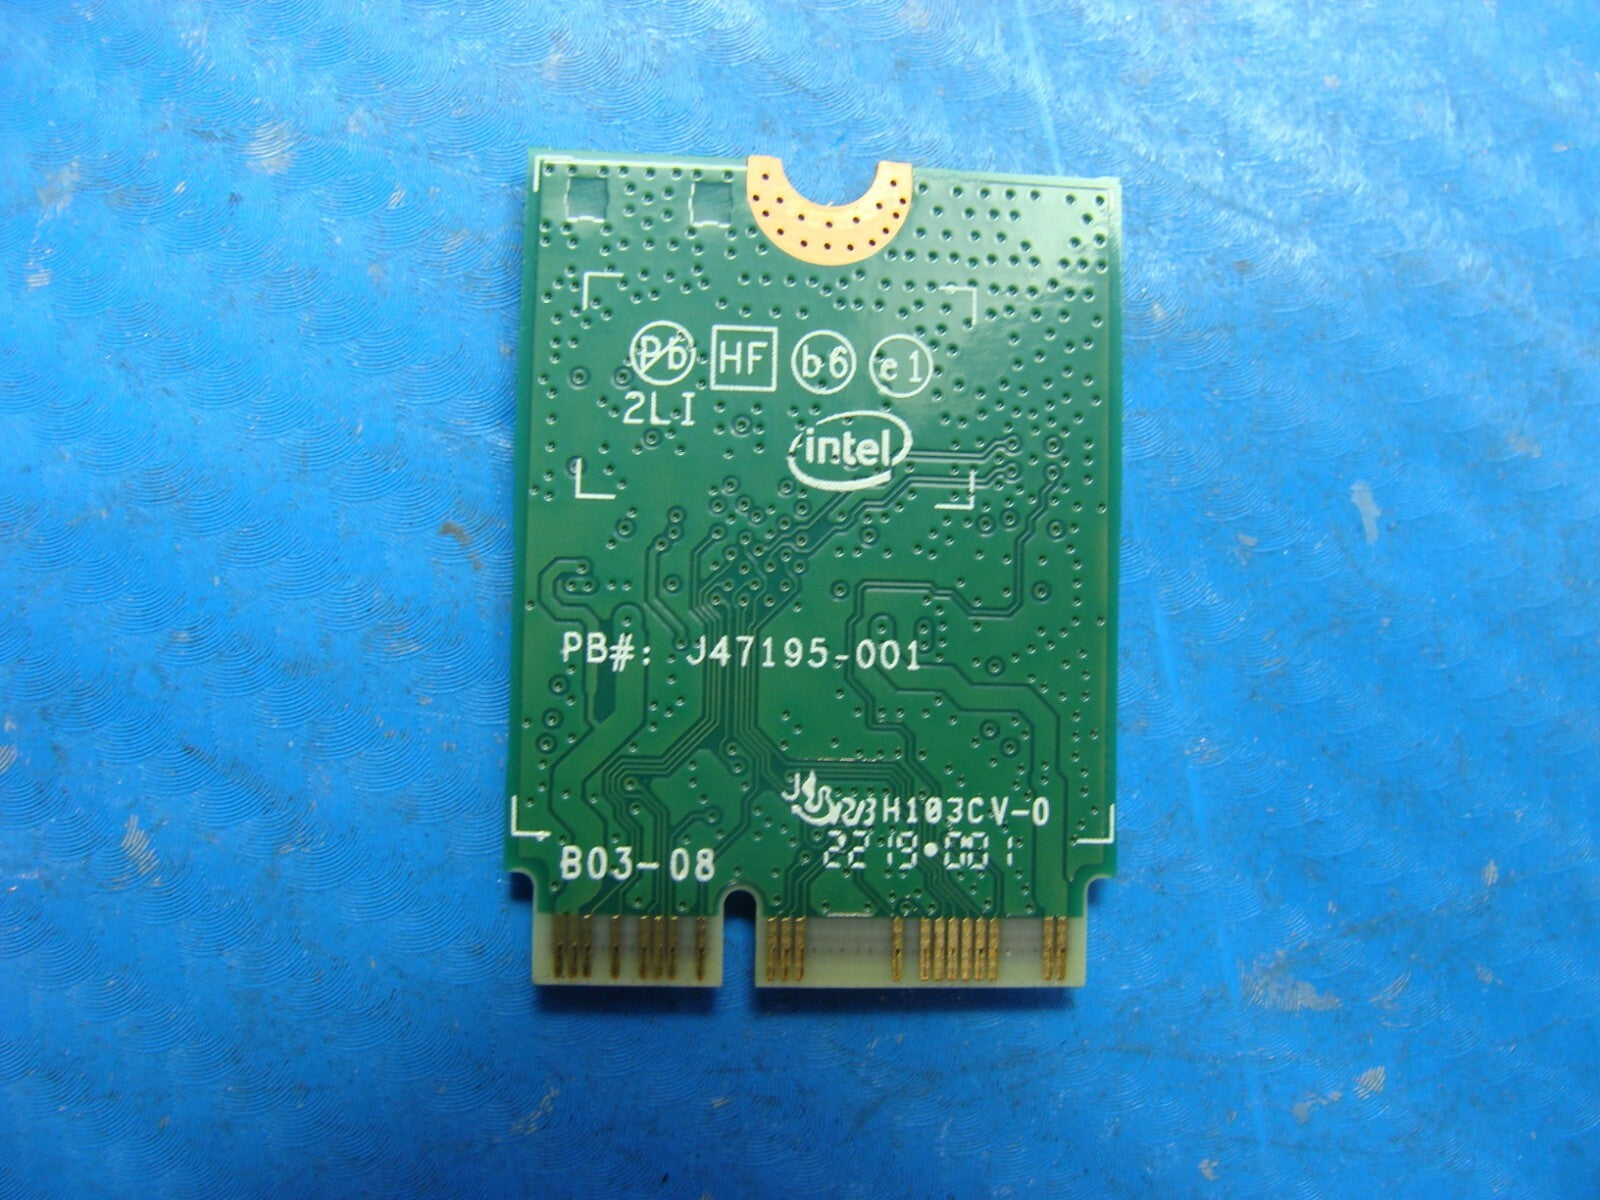 Pb HF b6 e1
2LI
intel
PB#: J47195-001
H103CV-0
2219•001
B03-08